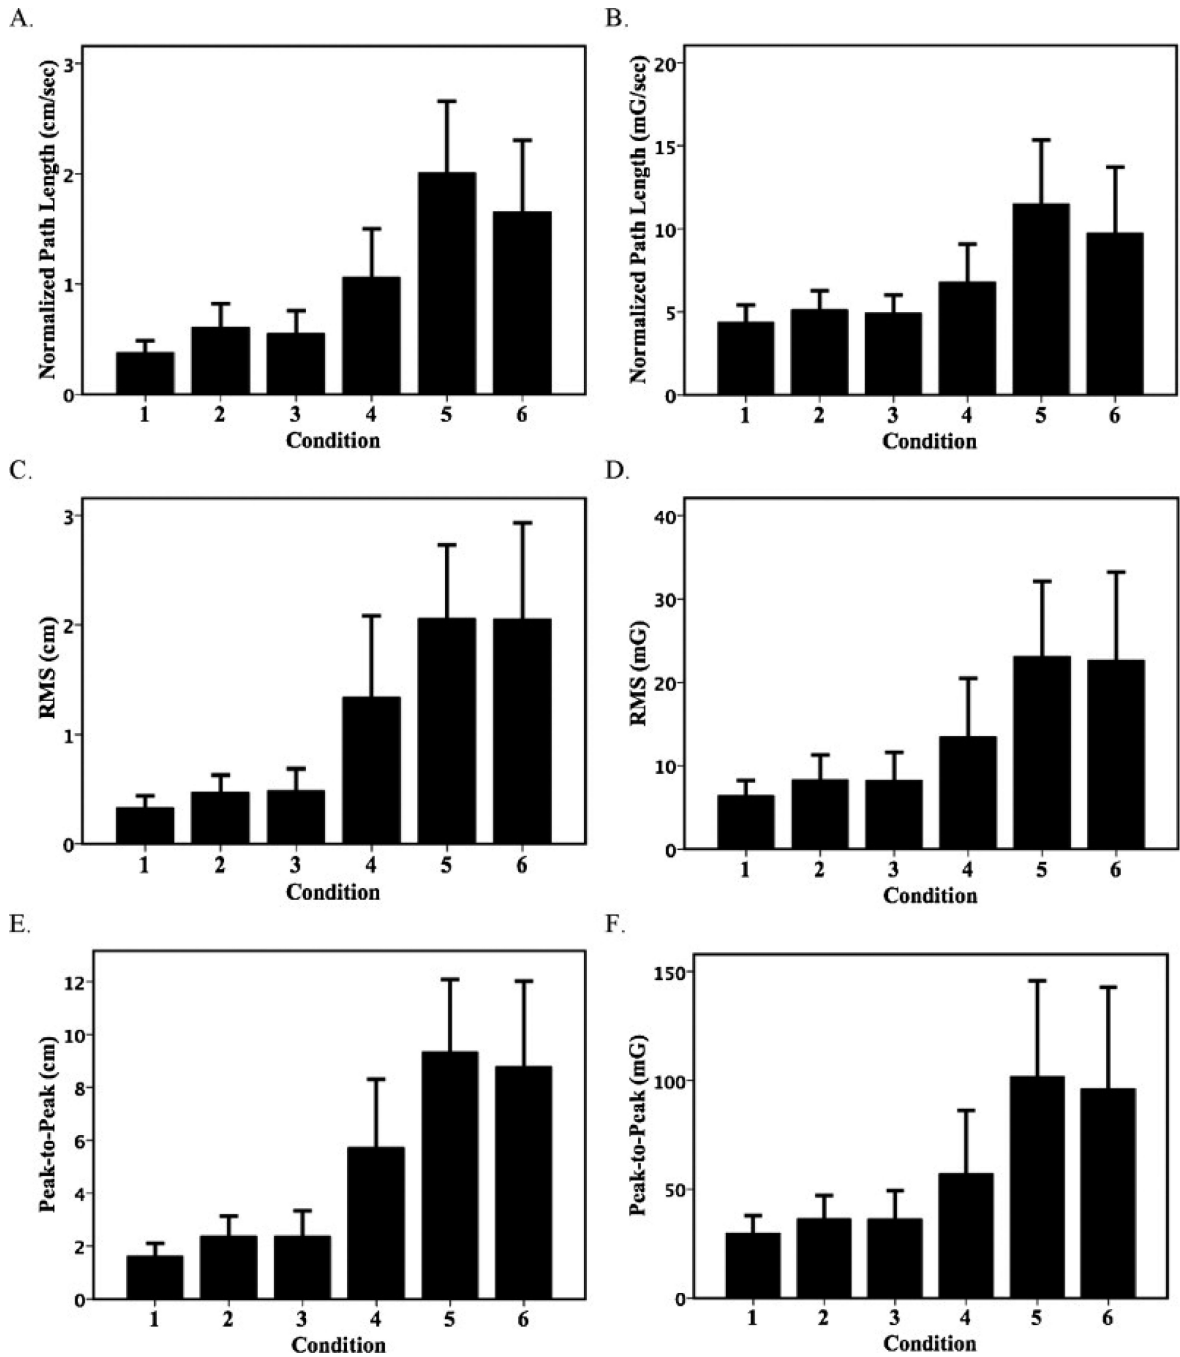 A.
Normalized Path Length (cm/sec)
3
2
1
0
1 2 3 4 5 6
Condition
B.
Normalized Path Length (mG/sec)
20
15
10
5
0
1 2 3 4 5 6
Condition
C.
RMS (cm)
3
2
1
0
1 2 3 4 5 6
Condition
D.
RMS (mG)
40
30
20
10
0
1 2 3 4 5 6
Condition
E.
Peak-to-Peak (cm)
12
10
8
6
4
2
0
1 2 3 4 5 6
Condition
F.
Peak-to-Peak (mG)
150
100
50
0
1 2 3 4 5 6
Condition